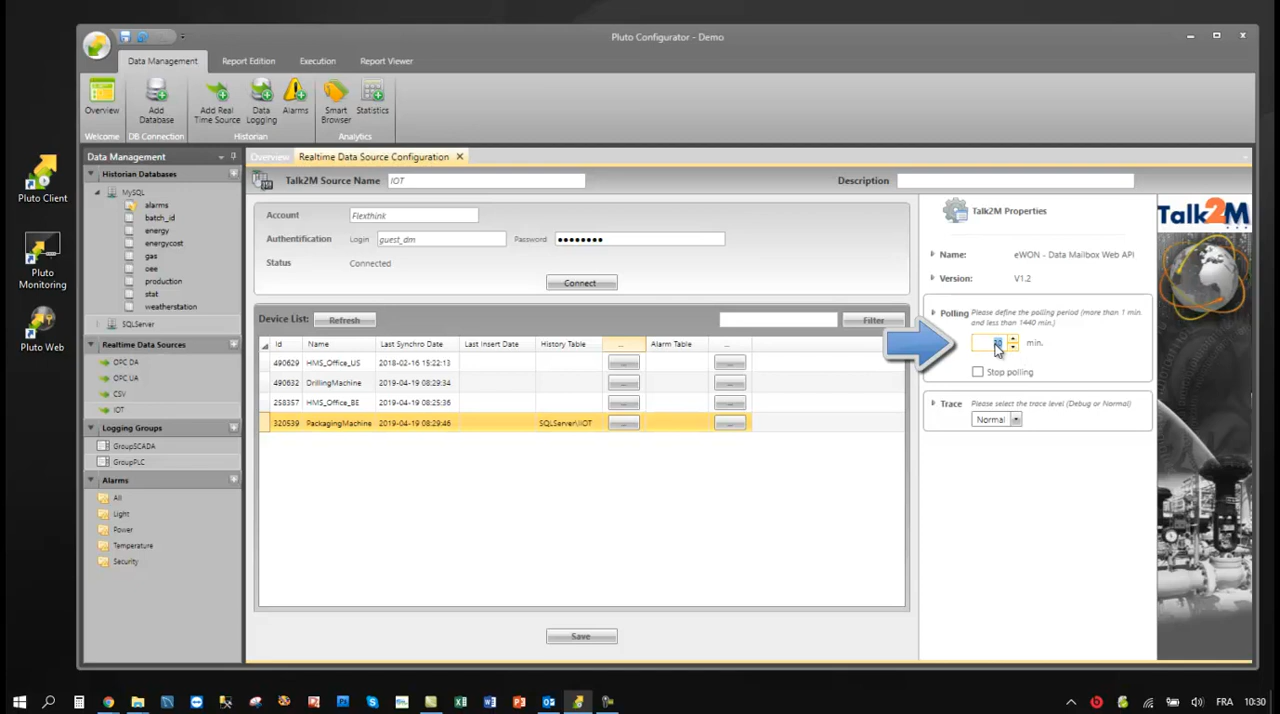 Pluto Configurator - Demo
Data Management
Report Edition
Execution
Report Viewer
Overview
Add Database
Add Real Time Source
Data Logging
Alarms
Smart Browser
Statistics
Welcome
DB Connection
Historian
Analytics
Pluto Client
Pluto Monitoring
Pluto Web
Data Management
Historian Databases
MySQL
alarms
batch_id
energy
energycost
gas
oee
production
stat
weatherstation
SQLServer
Realtime Data Sources
OPC DA
OPC UA
CSV
IOT
Logging Groups
GroupSCADA
GroupPLC
Alarms
All
Light
Power
Temperature
Security
Overview
Realtime Data Source Configuration
Talk2M Source Name
IOT
Description
Account
Flexthink
Authentification
Login
guest_dm
Password
Status
Connected
Connect
Device List:
Refresh
Filter
Id Name Last Synchro Date Last Insert Date History Table ... Alarm Table ...
490629 HMS_Office_US 2018-02-16 15:22:13 ... ...
490632 DrillingMachine 2019-04-19 08:29:34 ... ...
258357 HMS_Office_BE 2019-04-19 08:25:36 ... ...
320539 PackagingMachine 2019-04-19 08:29:46 SQLServer\IOT ... ...
Save
Talk2M Properties
Name: eWON - Data Mailbox Web API
Version: V1.2
Polling Please define the polling period (more than 1 min. and less than 1440 min.)
min.
Stop polling
Trace Please select the trace level (Debug or Normal)
Normal
Talk2M
FRA
10:30